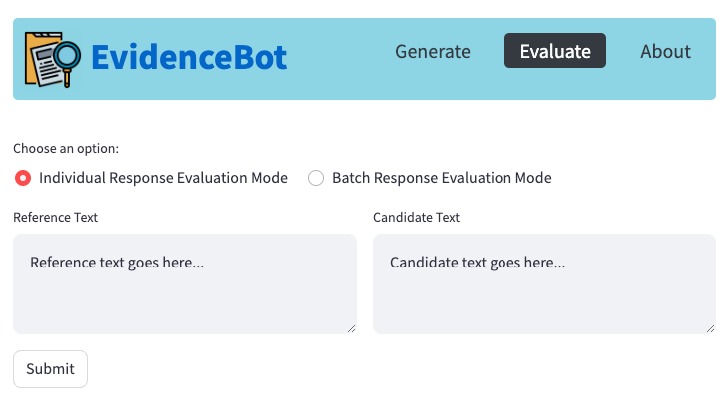 EvidenceBot Generate Evaluate About
Choose an option:
Individual Response Evaluation Mode Batch Response Evaluation Mode
Reference Text Candidate Text
Reference text goes here... Candidate text goes here...
Submit